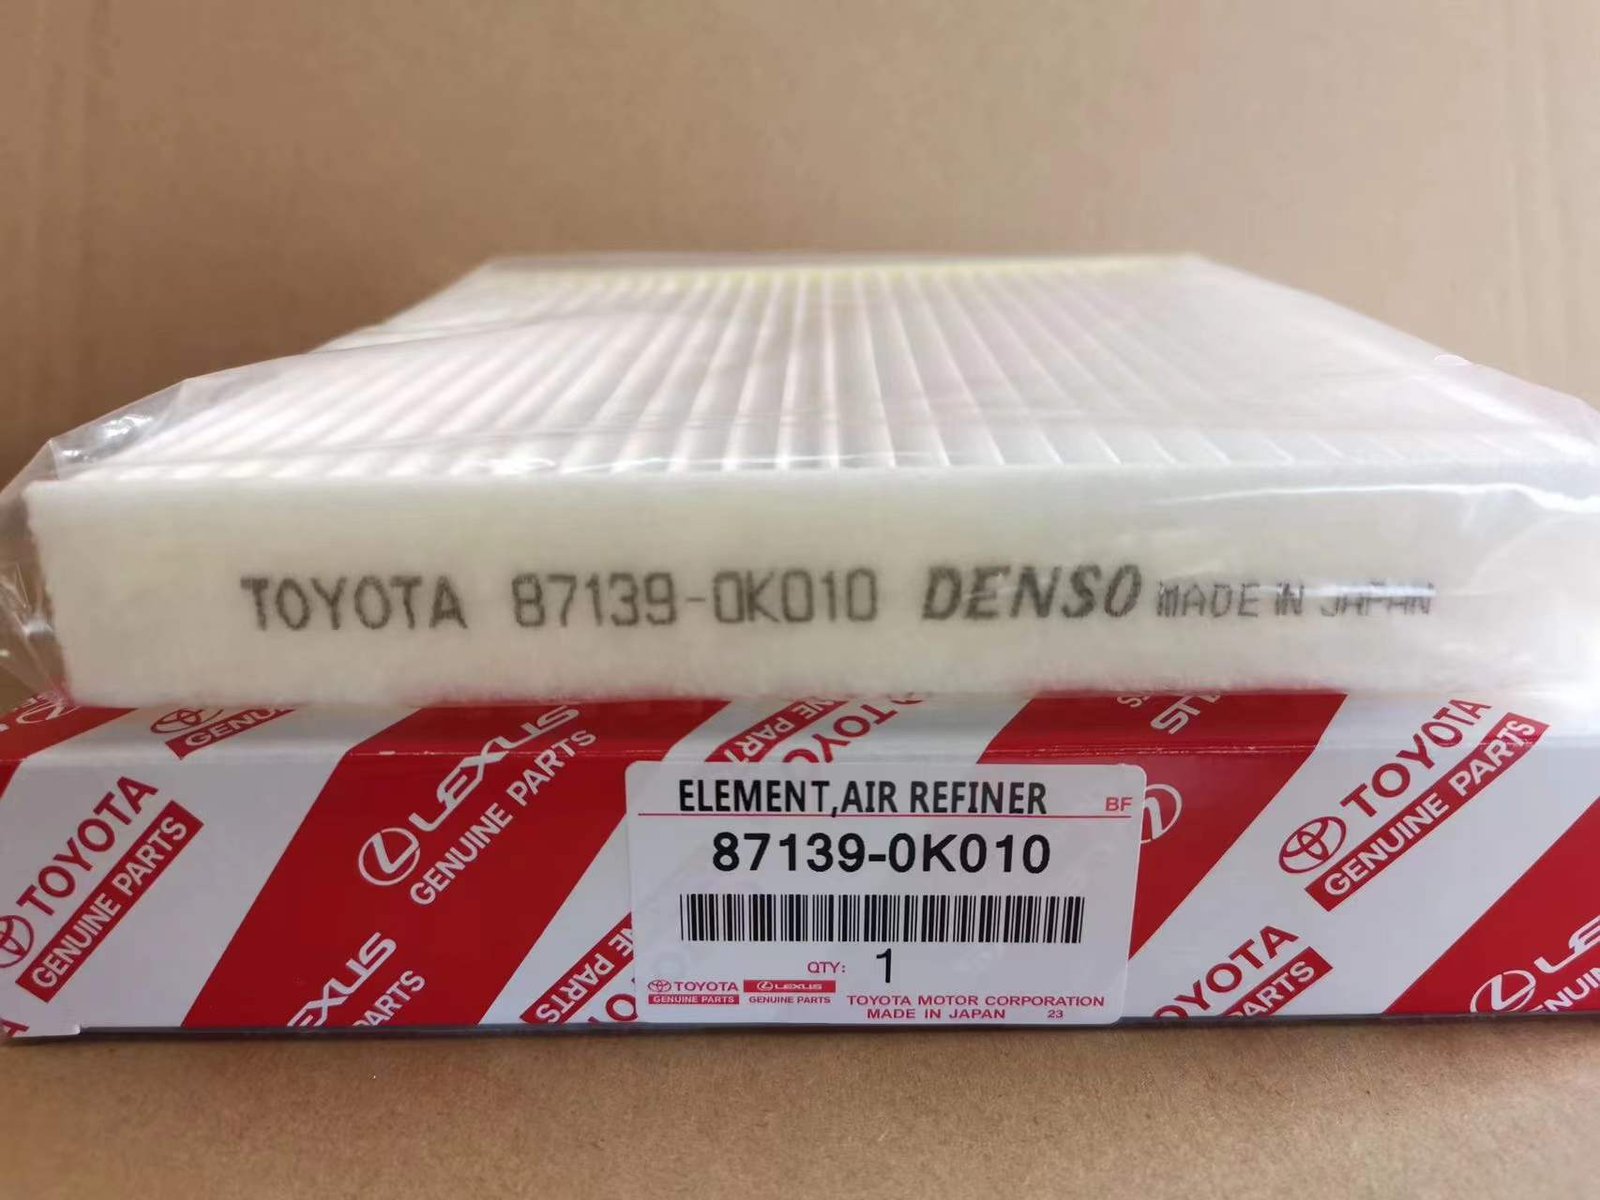 TOYOTA 87139-0K010 DENSO MADE IN JAPAN
GENUINE
LEXUS
GENUINE PARTS
TOYOTA
GENUINE PARTS
LEXUS
PARTS
TOYOTA
GENUINE PARTS
TOYOTA
PARTS
ELEMENT,AIR REFINER
BF
87139-0K010
QTY: 1
TOYOTA
GENUINE PARTS
LEXUS
GENUINE PARTS
TOYOTA MOTOR CORPORATION
MADE IN JAPAN 23